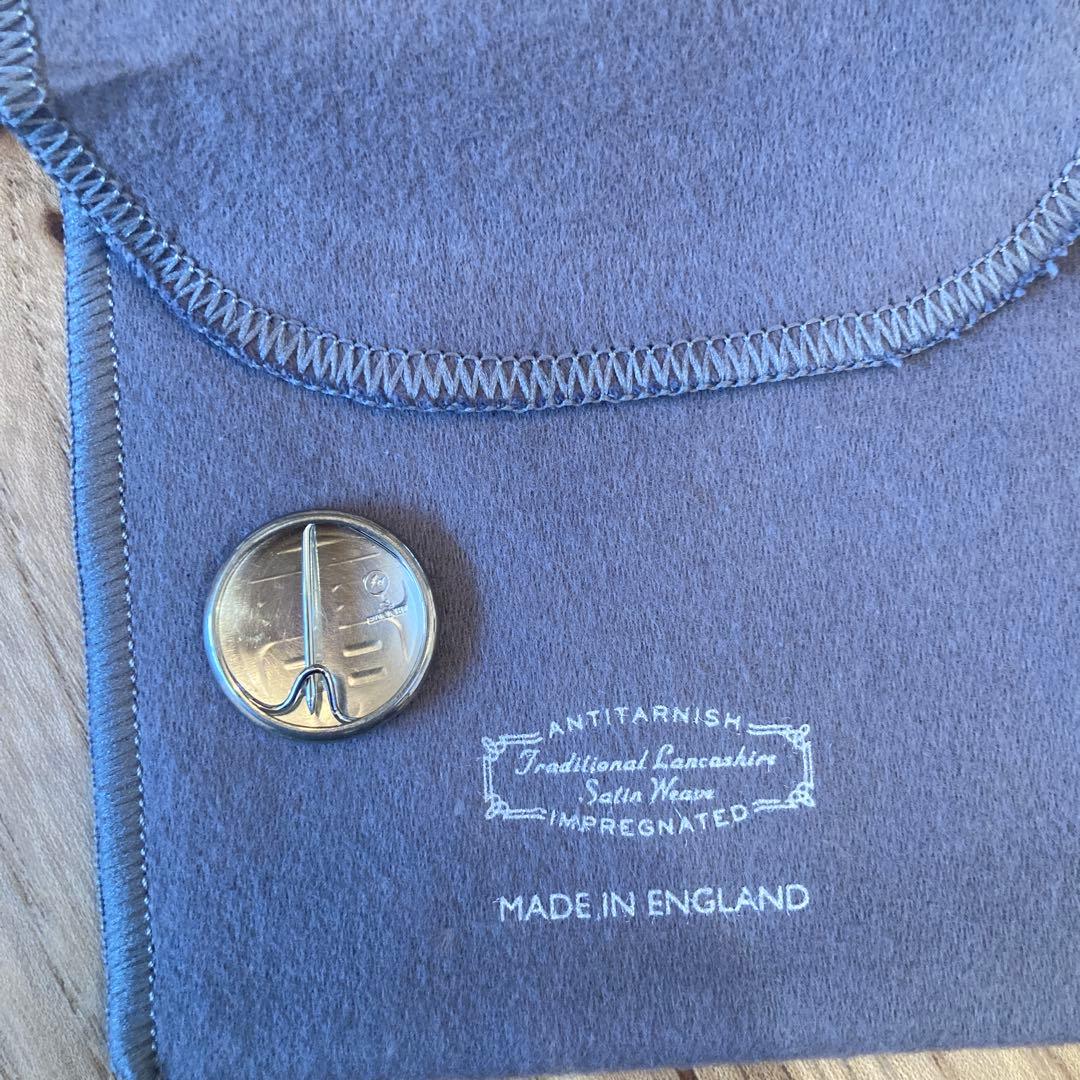 ANTITARNISH
Traditional Lancashire
Satin Weave
IMPREGNATED
MADE IN ENGLAND